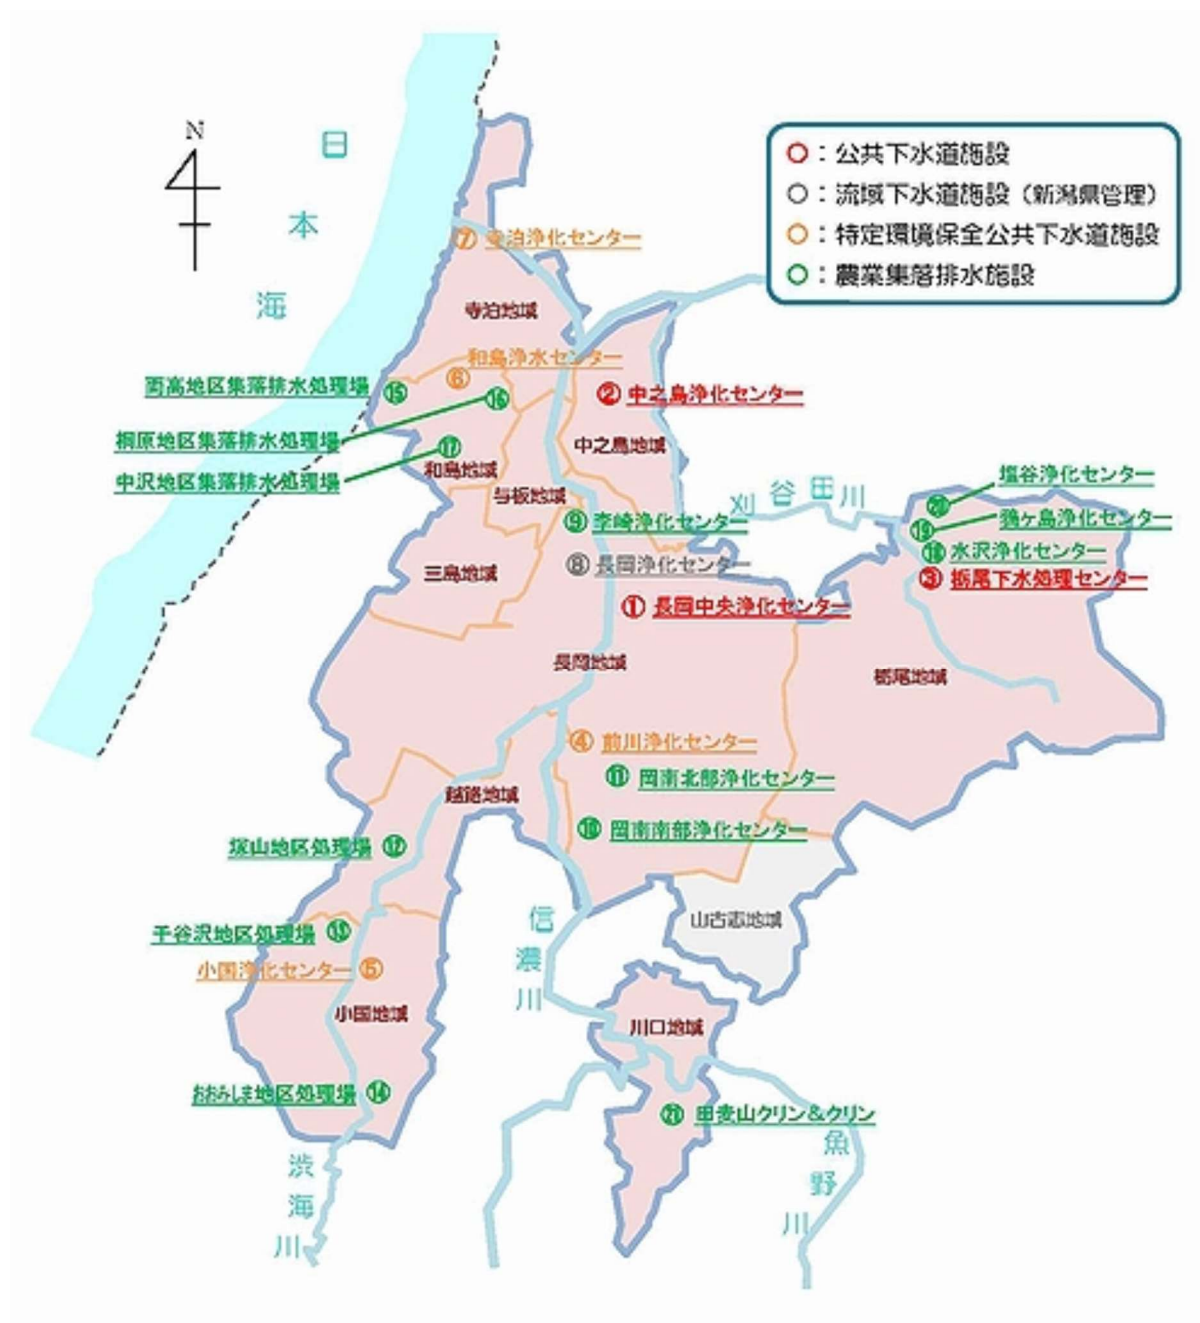 N
日本海
○：公共下水道施設
○：流域下水道施設（新潟県管理）
○：特定環境保全公共下水道施設
○：農業集落排水施設
⑦ 寺泊浄化センター
寺泊地域
和島浄水センター
⑥
両高地区集落排水処理場 ⑮
⑯
② 中之島浄化センター
桐原地区集落排水処理場
⑰
中之島地域
和島地域
中沢地区集落排水処理場
与板地域
刈谷田川
塩谷浄化センター
⑳
⑨ 李崎浄化センター
鴉ヶ島浄化センター
⑲
⑱ 水沢浄化センター
⑧ 長岡浄化センター
三島地域
③ 栃尾下水処理センター
① 長岡中央浄化センター
長岡地域
栃尾地域
④ 前川浄化センター
⑪ 岡南北部浄化センター
越路地域
⑩ 岡南南部浄化センター
塚山地区処理場 ⑫
山古志地域
千谷沢地区処理場 ⑬
信濃川
小国浄化センター ⑤
小国地域
川口地域
おおみしま地区処理場 ⑭
㉑ 田麦山クリン&クリン
魚野川
渋海川